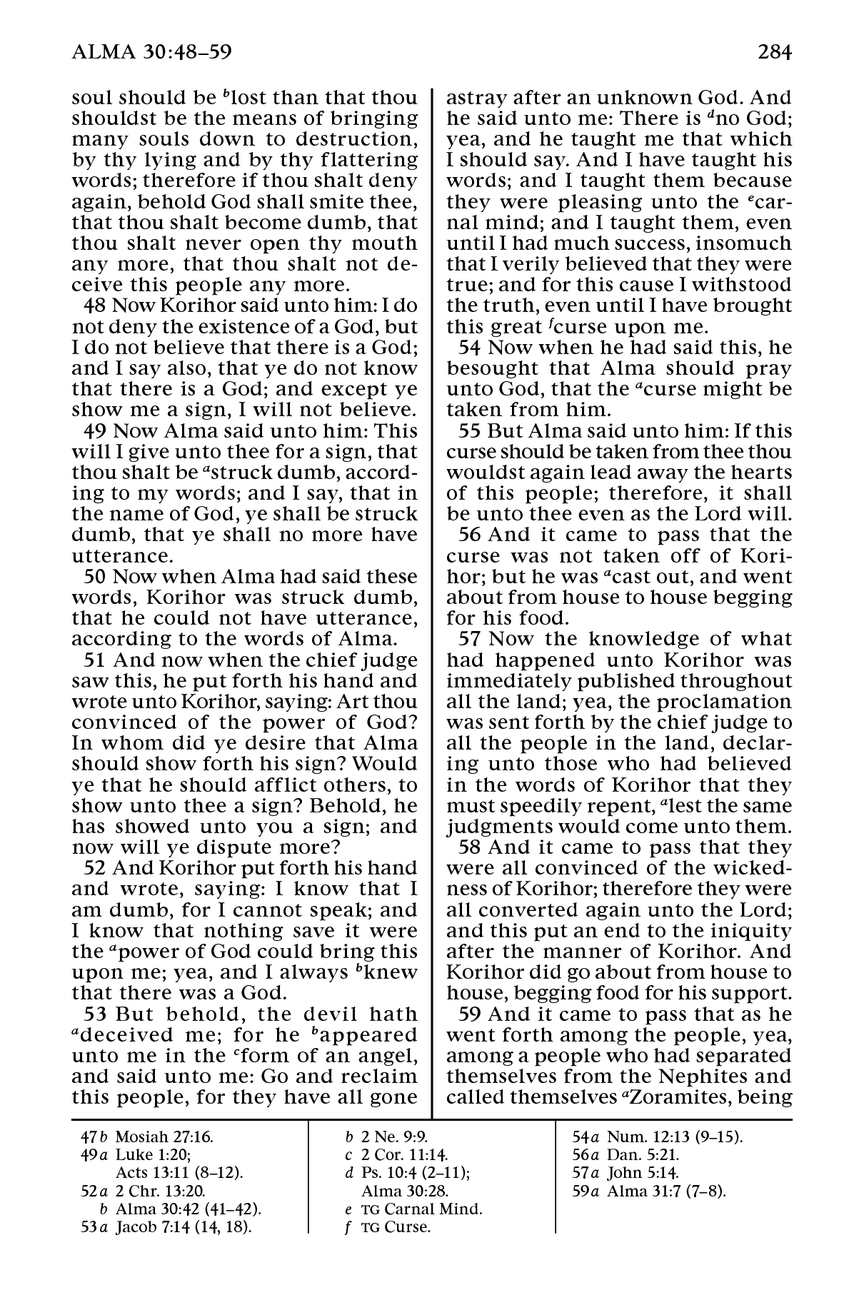 ALMA 30:48–59
284
soul should be blost than that thou
shouldst be the means of bringing
many souls down to destruction,
by thy lying and by thy flattering
words; therefore if thou shalt deny
again, behold God shall smite thee,
that thou shalt become dumb, that
thou shalt never open thy mouth
any more, that thou shalt not de-
ceive this people any more.
48 Now Korihor said unto him: I do
not deny the existence of a God, but
I do not believe that there is a God;
and I say also, that ye do not know
that there is a God; and except ye
show me a sign, I will not believe.
49 Now Alma said unto him: This
will I give unto thee for a sign, that
thou shalt be astruck dumb, accord-
ing to my words; and I say, that in
the name of God, ye shall be struck
dumb, that ye shall no more have
utterance.
50 Now when Alma had said these
words, Korihor was struck dumb,
that he could not have utterance,
according to the words of Alma.
51 And now when the chief judge
saw this, he put forth his hand and
wrote unto Korihor, saying: Art thou
convinced of the power of God?
In whom did ye desire that Alma
should show forth his sign? Would
ye that he should afflict others, to
show unto thee a sign? Behold, he
has showed unto you a sign; and
now will ye dispute more?
52 And Korihor put forth his hand
and wrote, saying: I know that I
am dumb, for I cannot speak; and
I know that nothing save it were
the apower of God could bring this
upon me; yea, and I always bknew
that there was a God.
53 But behold, the devil hath
adeceived me; for he bappeared
unto me in the cform of an angel,
and said unto me: Go and reclaim
this people, for they have all gone
astray after an unknown God. And
he said unto me: There is dno God;
yea, and he taught me that which
I should say. And I have taught his
words; and I taught them because
they were pleasing unto the ecar-
nal mind; and I taught them, even
until I had much success, insomuch
that I verily believed that they were
true; and for this cause I withstood
the truth, even until I have brought
this great fcurse upon me.
54 Now when he had said this, he
besought that Alma should pray
unto God, that the acurse might be
taken from him.
55 But Alma said unto him: If this
curse should be taken from thee thou
wouldst again lead away the hearts
of this people; therefore, it shall
be unto thee even as the Lord will.
56 And it came to pass that the
curse was not taken off of Kori-
hor; but he was acast out, and went
about from house to house begging
for his food.
57 Now the knowledge of what
had happened unto Korihor was
immediately published throughout
all the land; yea, the proclamation
was sent forth by the chief judge to
all the people in the land, declar-
ing unto those who had believed
in the words of Korihor that they
must speedily repent, alest the same
judgments would come unto them.
58 And it came to pass that they
were all convinced of the wicked-
ness of Korihor; therefore they were
all converted again unto the Lord;
and this put an end to the iniquity
after the manner of Korihor. And
Korihor did go about from house to
house, begging food for his support.
59 And it came to pass that as he
went forth among the people, yea,
among a people who had separated
themselves from the Nephites and
called themselves aZoramites, being
47b Mosiah 27:16.
49a Luke 1:20;
Acts 13:11 (8–12).
52a 2 Chr. 13:20.
b Alma 30:42 (41–42).
53a Jacob 7:14 (14, 18).
b 2 Ne. 9:9.
c 2 Cor. 11:14.
d Ps. 10:4 (2–11);
Alma 30:28.
e TG Carnal Mind.
f TG Curse.
54a Num. 12:13 (9–15).
56a Dan. 5:21.
57a John 5:14.
59a Alma 31:7 (7–8).